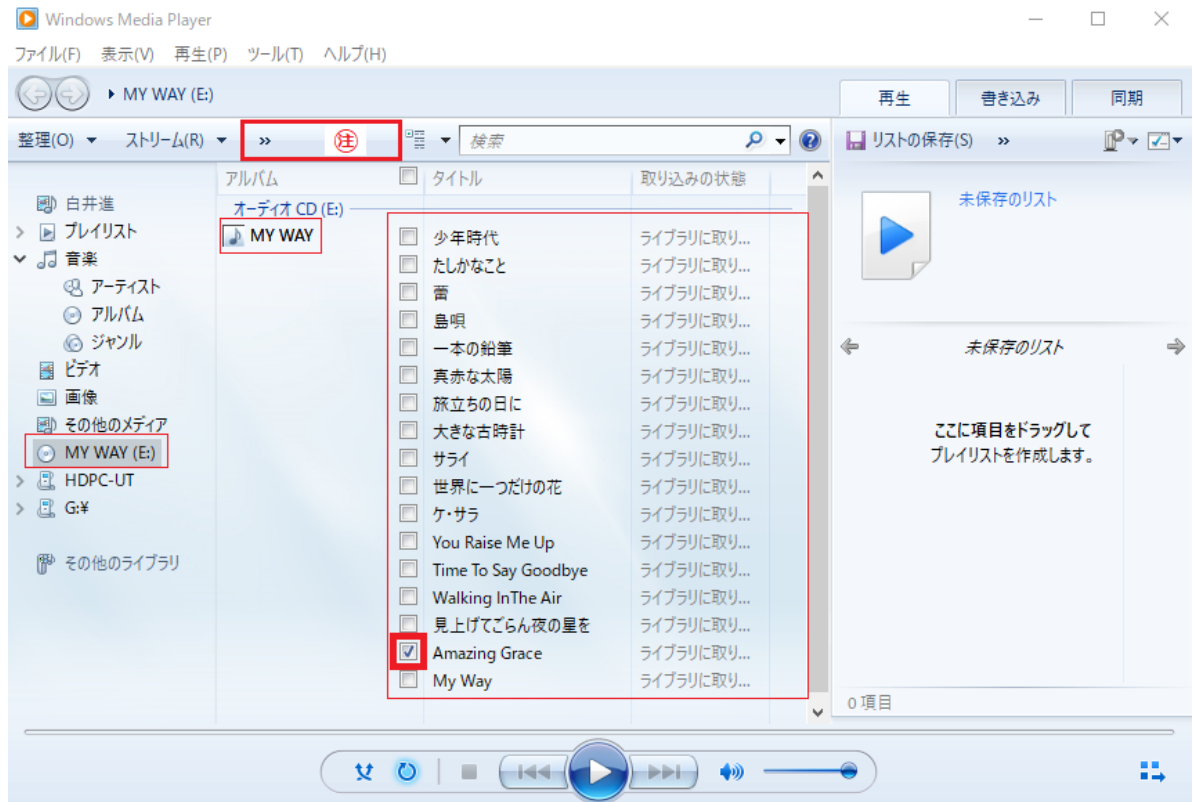 Windows Media Player
ファイル(F) 表示(V) 再生(P) ツール(T) ヘルプ(H)
MY WAY (E:)
再生 書き込み 同期
整理(O) ストリーム(R) » 注 検索
リストの保存(S) »
アルバム タイトル 取り込みの状態
オーディオ CD (E:)
MY WAY
白井進
プレイリスト
音楽
アーティスト
アルバム
ジャンル
ビデオ
画像
その他のメディア
MY WAY (E:)
HDPC-UT
G:¥
その他のライブラリ
少年時代 ライブラリに取り...
たしかなこと ライブラリに取り...
蕾 ライブラリに取り...
島唄 ライブラリに取り...
一本の鉛筆 ライブラリに取り...
真赤な太陽 ライブラリに取り...
旅立ちの日に ライブラリに取り...
大きな古時計 ライブラリに取り...
サライ ライブラリに取り...
世界に一つだけの花 ライブラリに取り...
ケ・サラ ライブラリに取り...
You Raise Me Up ライブラリに取り...
Time To Say Goodbye ライブラリに取り...
Walking InThe Air ライブラリに取り...
見上げてごらん夜の星を ライブラリに取り...
Amazing Grace ライブラリに取り...
My Way ライブラリに取り...
未保存のリスト
未保存のリスト
ここに項目をドラッグして
プレイリストを作成します。
0 項目